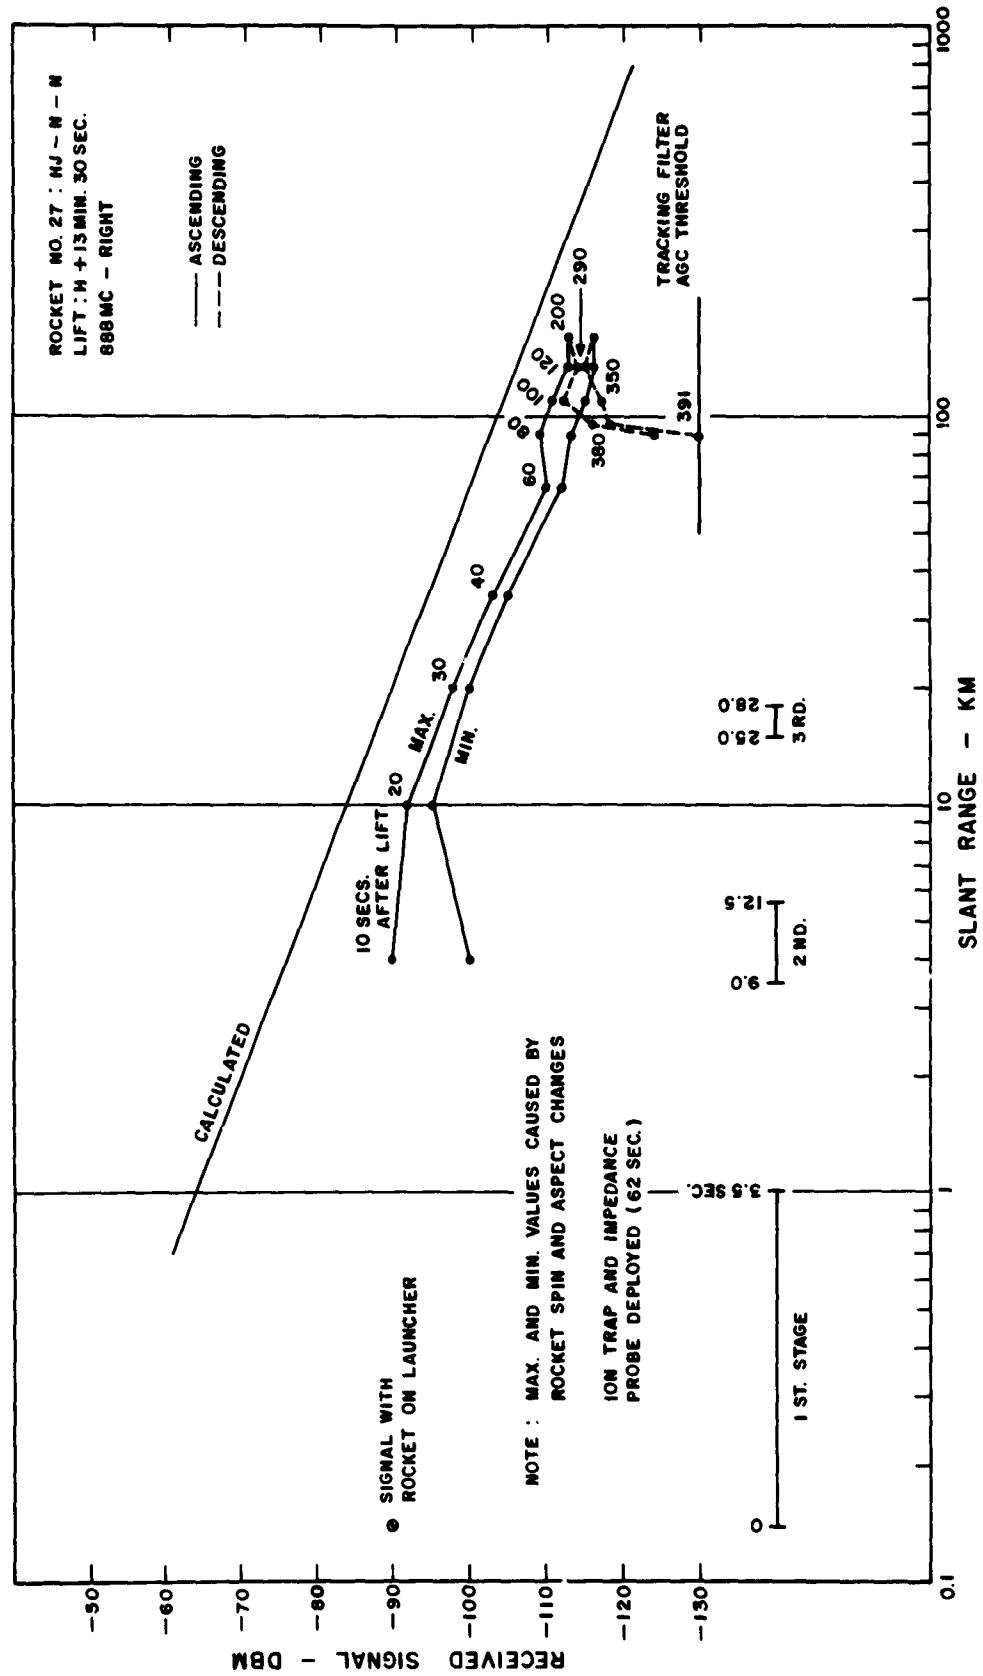 ROCKET NO. 27 : HJ - N - N
LIFT : H + 13 MIN. 30 SEC.
888 MC - RIGHT
ASCENDING
DESCENDING
CALCULATED
10 SECS.
AFTER LIFT
20
30
40
60
80
100
120
200
290
350
380
391
MAX.
MIN.
TRACKING FILTER
AGC THRESHOLD
SIGNAL WITH
ROCKET ON LAUNCHER
NOTE : MAX. AND MIN. VALUES CAUSED BY
ROCKET SPIN AND ASPECT CHANGES
ION TRAP AND IMPEDANCE
PROBE DEPLOYED (62 SEC.)
0
3.5 SEC.
1 ST. STAGE
9.0
12.5
2 ND.
25.0
28.0
3 RD.
-50
-60
-70
-80
-90
-100
-110
-120
-130
RECEIVED SIGNAL - DBM
0.1
1
10
100
1000
SLANT RANGE - KM